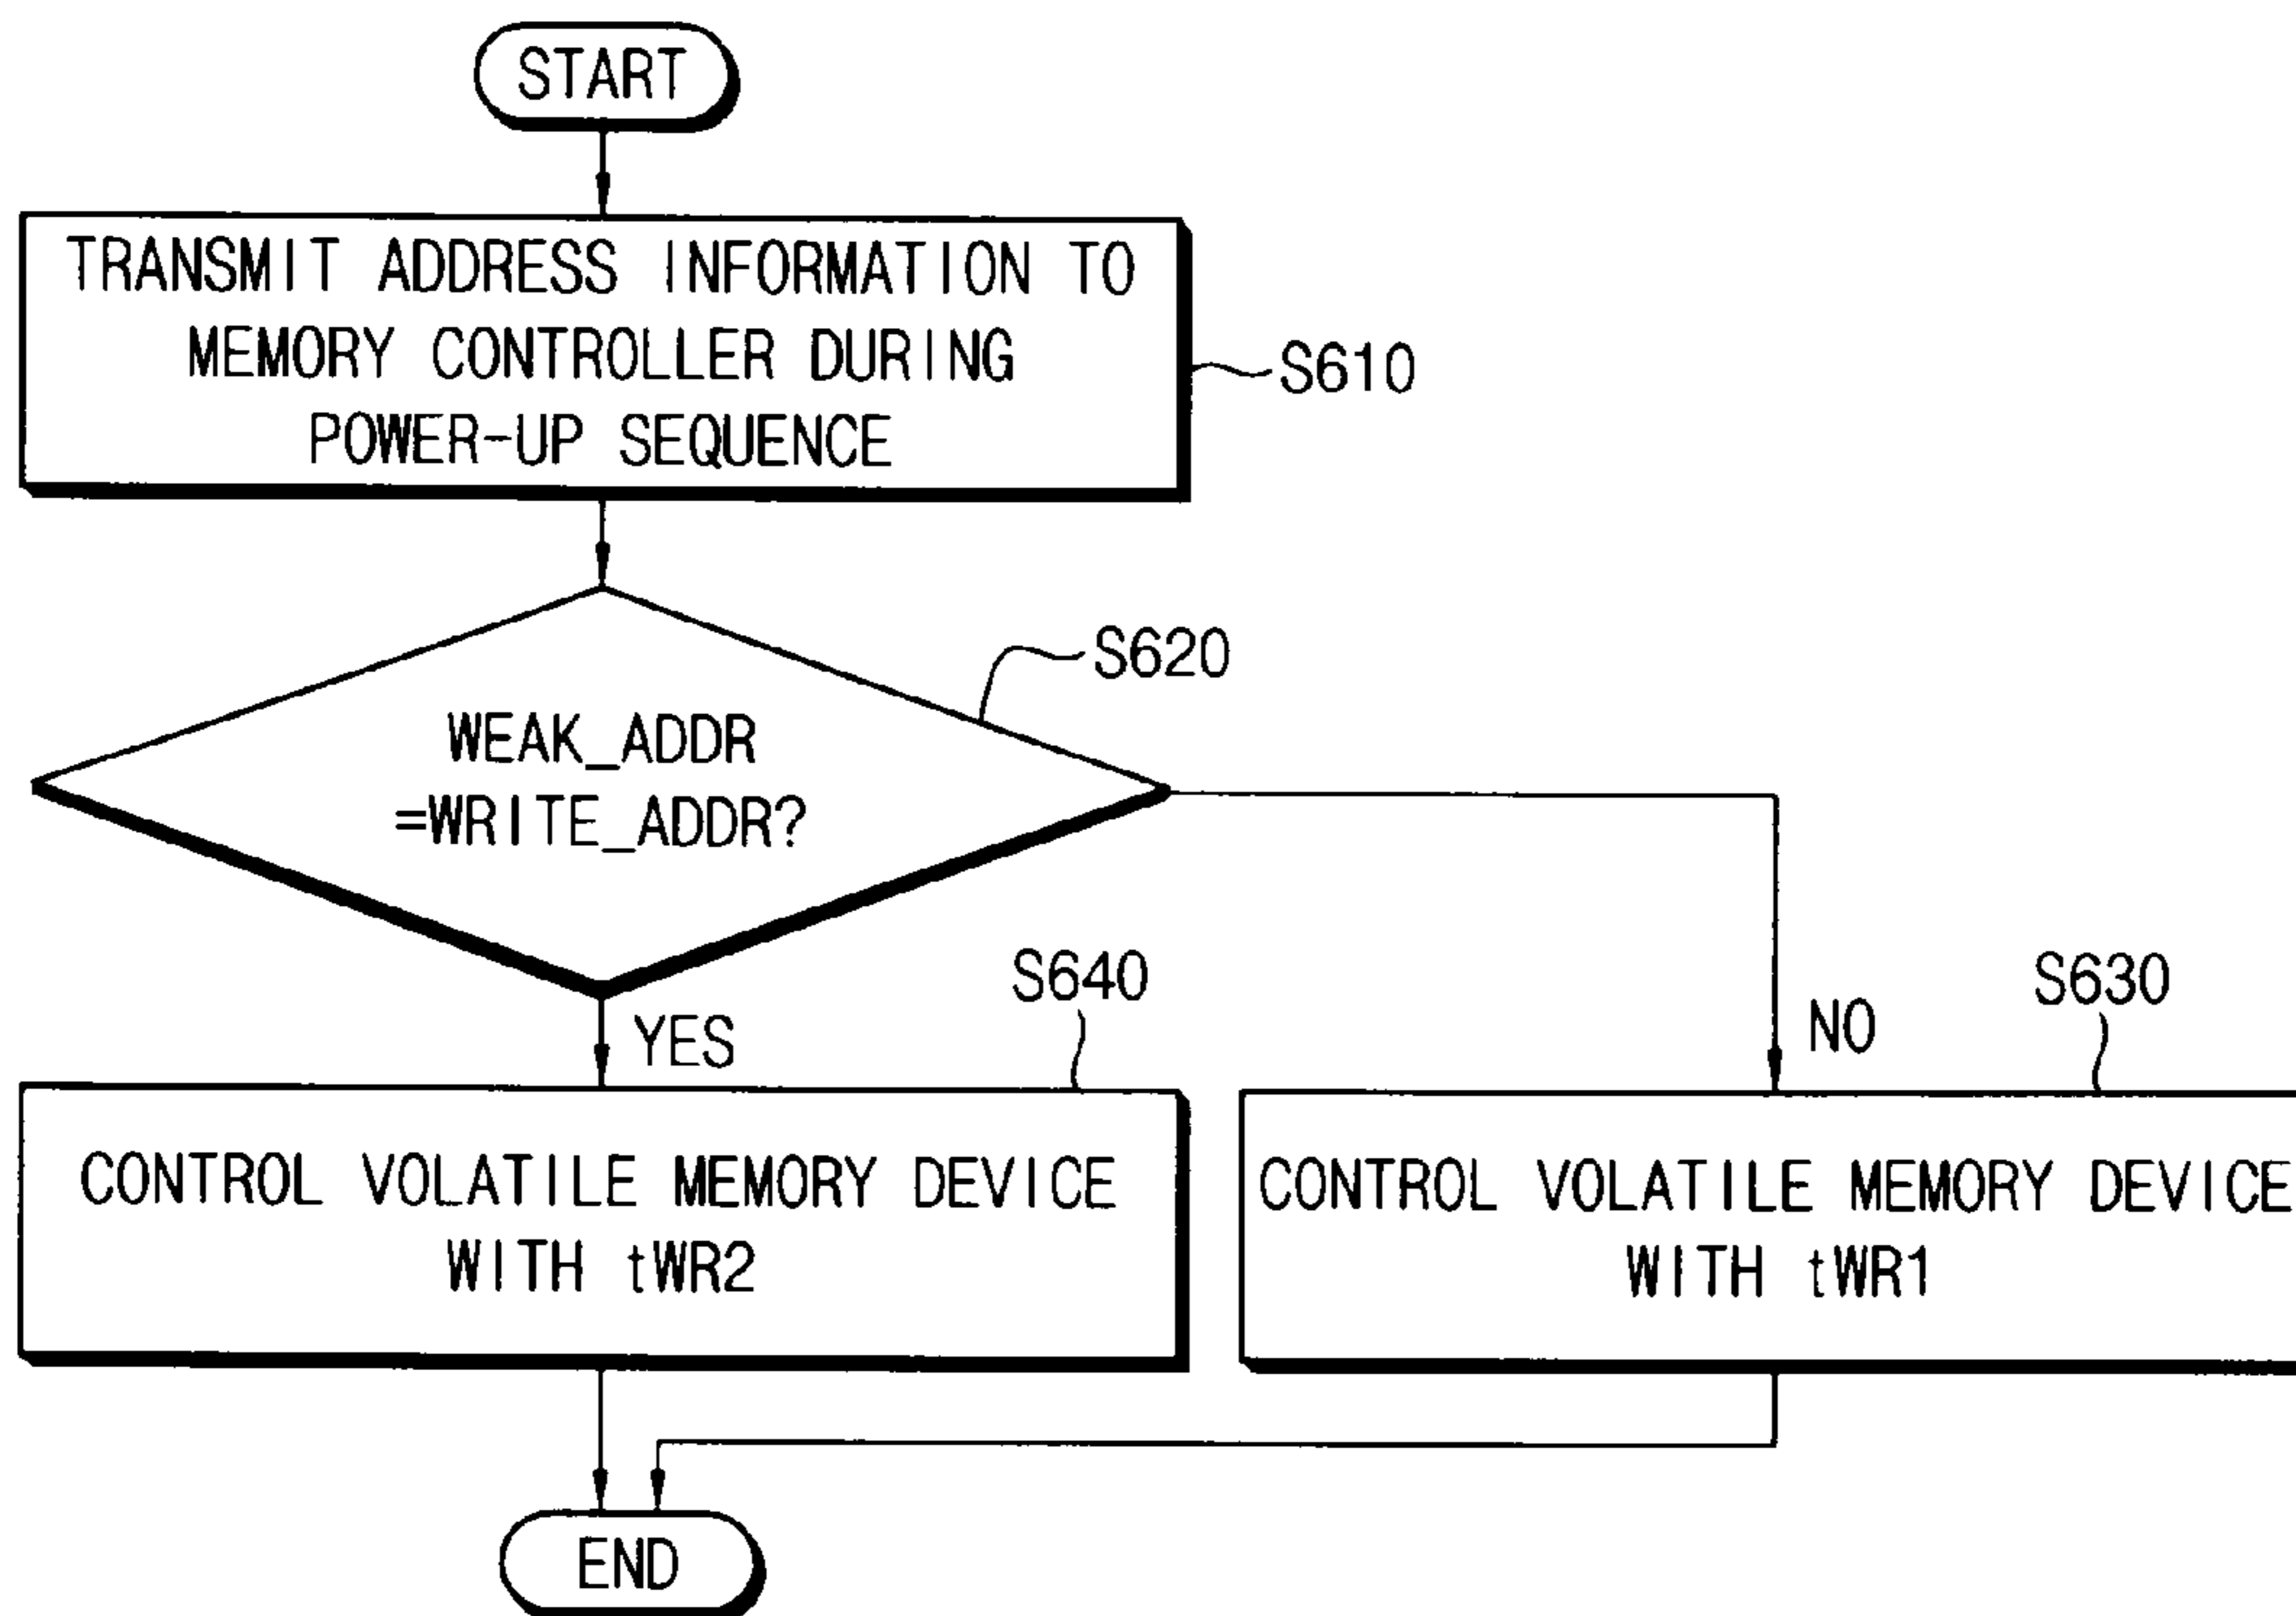 START
TRANSMIT ADDRESS INFORMATION TO
MEMORY CONTROLLER DURING
POWER-UP SEQUENCE
S610
S620
WEAK_ADDR
=WRITE_ADDR?
S640
S630
YES
NO
CONTROL VOLATILE MEMORY DEVICE
WITH tWR2
CONTROL VOLATILE MEMORY DEVICE
WITH tWR1
END